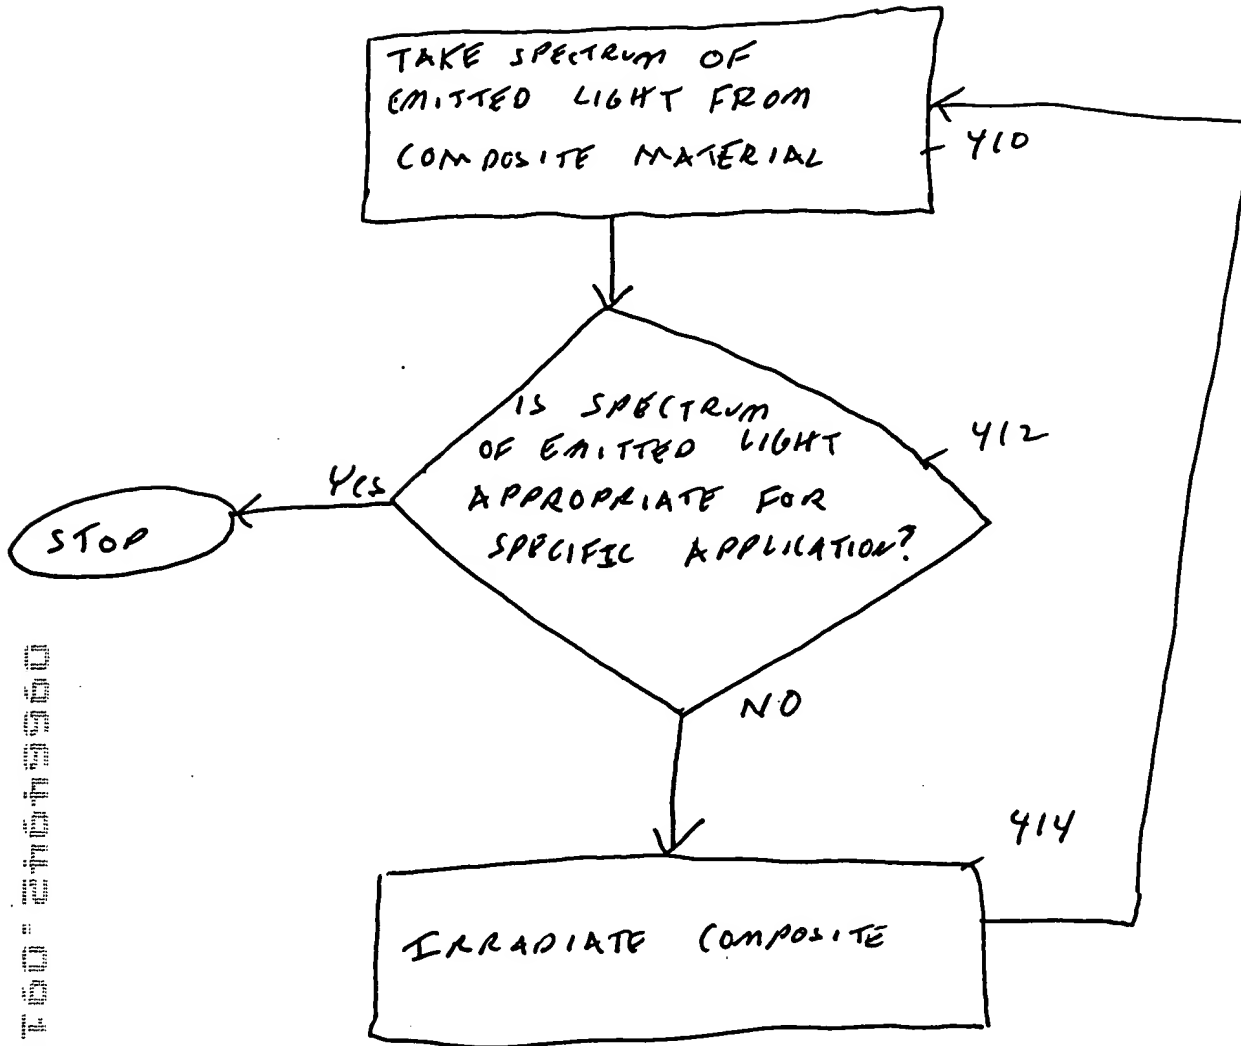 TAKE SPECTRUM OF
EMITTED LIGHT FROM
COMPOSITE MATERIAL
410
IS SPECTRUM
OF EMITTED LIGHT
APPROPRIATE FOR
SPECIFIC APPLICATION?
412
YES
STOP
NO
414
IRRADIATE COMPOSITE